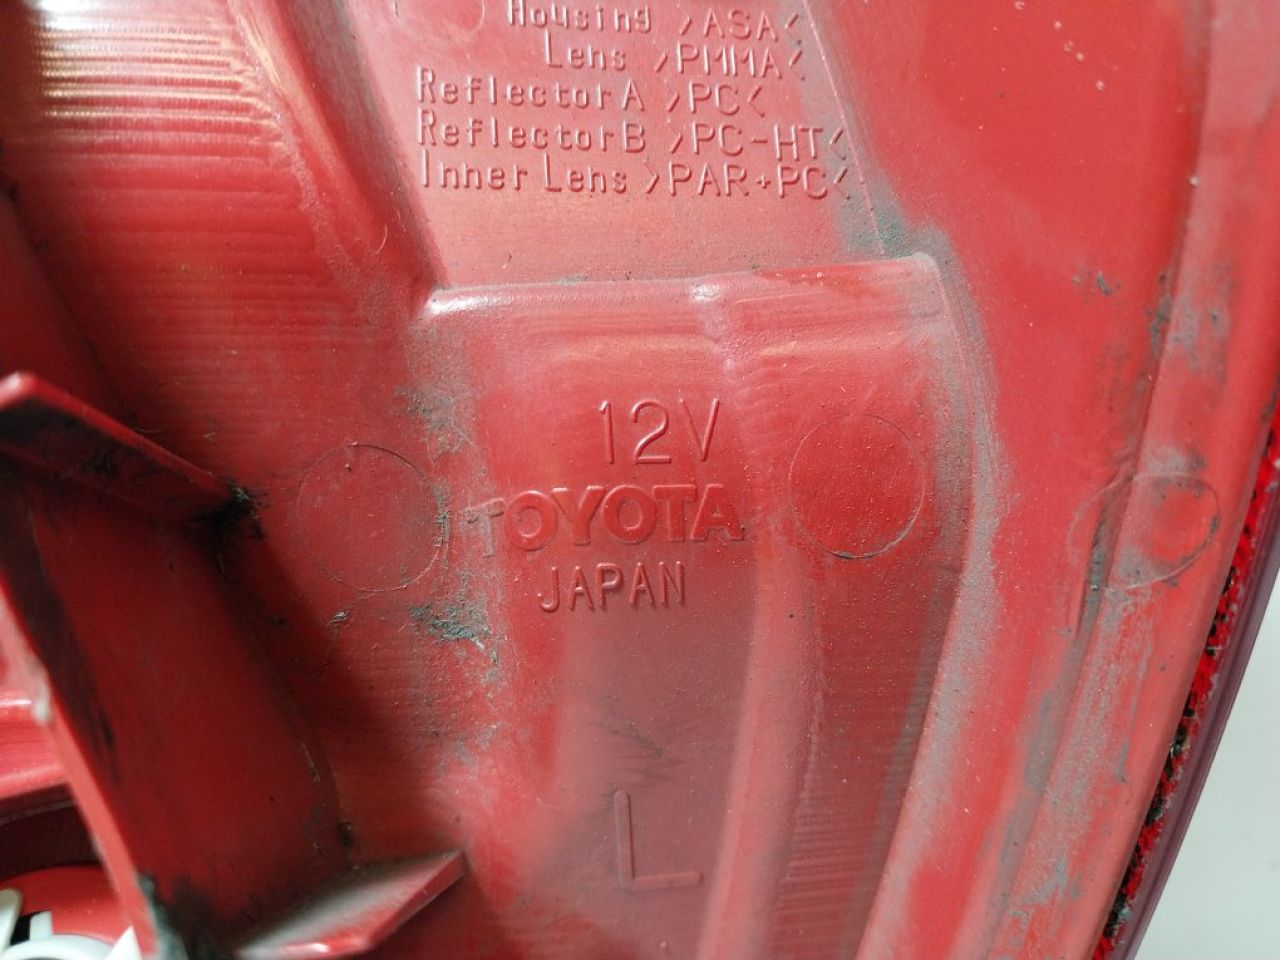 Housing >ASA<
Lens >PMMA<
Reflector A >PC<
Reflector B >PC-HT<
Inner Lens >PAR+PC<
12V
TOYOTA
JAPAN
L